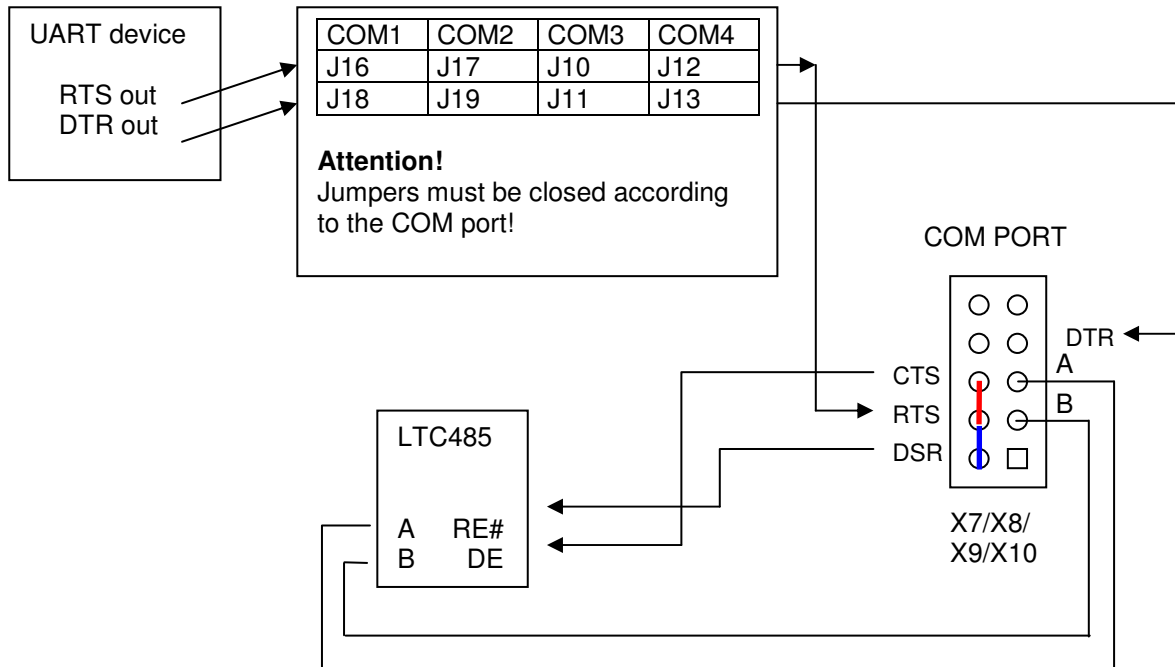 UART device
RTS out
DTR out
COM1 COM2 COM3 COM4
J16 J17 J10 J12
J18 J19 J11 J13
Attention!
Jumpers must be closed according
to the COM port!
COM PORT
DTR
A
CTS
B
RTS
DSR
LTC485
A RE#
B DE
X7/X8/
X9/X10